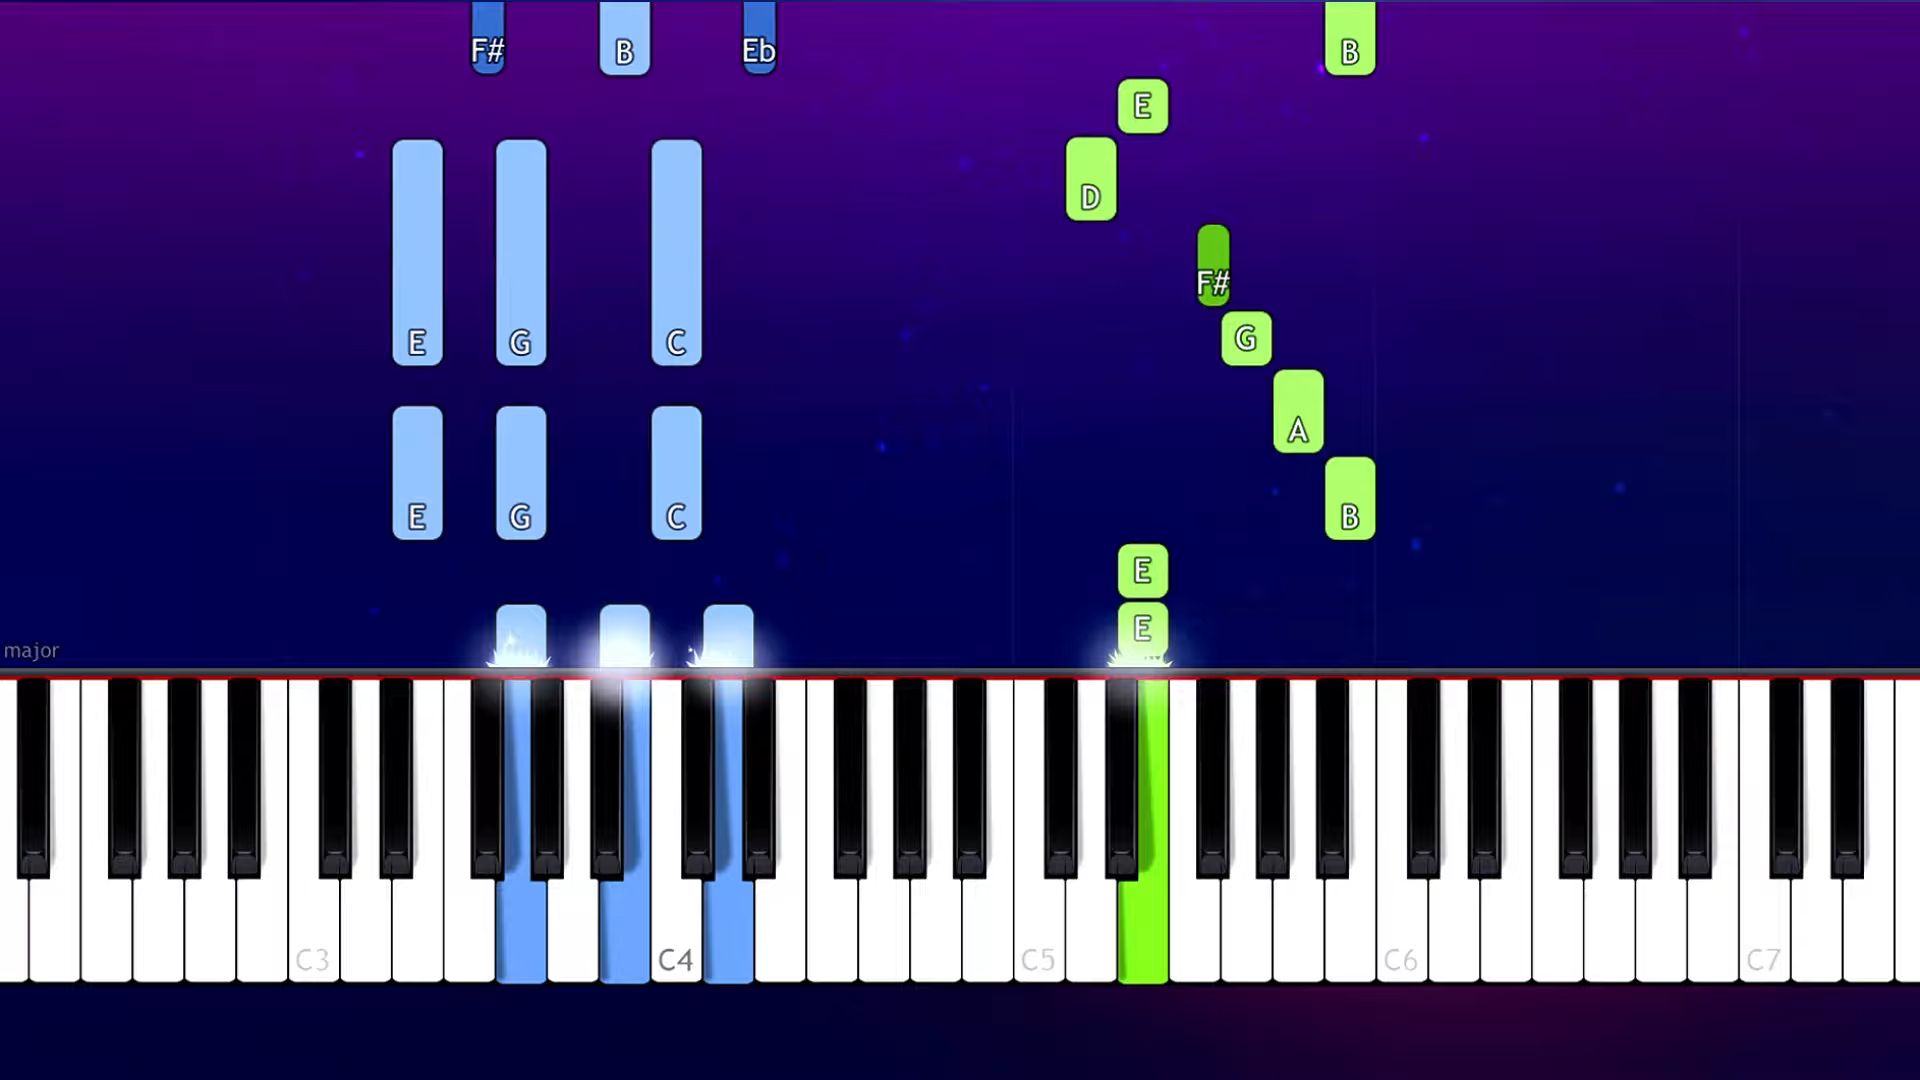 F# B Eb B
E
D
F#
E G C G
A
E G C B
E
E
major
C3 C4 C5 C6 C7